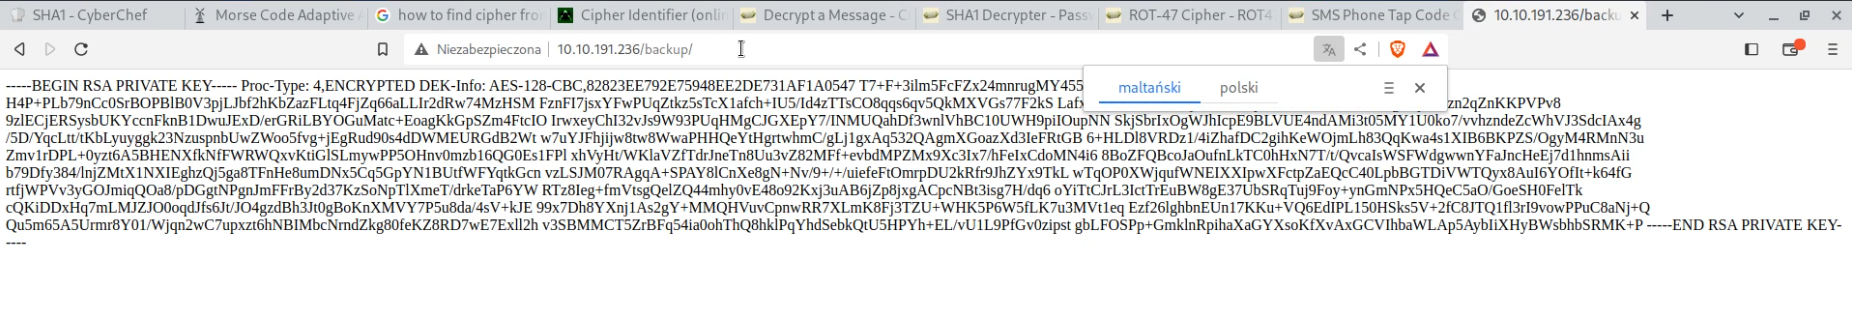 SHA1 - CyberChef
Morse Code Adaptive
how to find cipher fro
Cipher Identifier (onli
Decrypt a Message - C
SHA1 Decrypter - Pass
ROT-47 Cipher - ROT4
SMS Phone Tap Code C
10.10.191.236/backu
Niezabezpieczona 10.10.191.236/backup/
maltański polski
-----BEGIN RSA PRIVATE KEY----- Proc-Type: 4,ENCRYPTED DEK-Info: AES-128-CBC,82823EE792E75948EE2DE731AF1A0547 T7+F+3ilm5FcFZx24mnrugMY455
H4P+PLb79nCc0SrBOPBlB0V3pjLJbf2hKbZazFLtq4FjZq66aLLIr2dRw74MzHSM FznFI7jsxYFwPUqZtkz5sTcX1afch+IU5/Id4zTTsCO8qqs6qv5QkMXVGs77F2kS Lafx zn2qZnKKPVPv8
9zlECjERSysbUKYccnFknB1DwuJExD/erGRiLBYOGuMatc+EoagKkGpSZm4FtcIO IrwxeyChI32vJs9W93PUqHMgCJGXEpY7/INMUQahDf3wnlVhBC10UWH9piIOupNN SkjSbrIxOgWJhIcpE9BLVUE4ndAMi3t05MY1U0ko7/vvhzndeZcWhVJ3SdcIAx4g
/5D/YqcLtt/tKbLyuyggk23NzuspnbUwZWoo5fvg+jEgRud90s4dDWMEURGdB2Wt w7uYJFhjijw8tw8WwaPHHQeYtHgrtwhmC/gLj1gxAq532QAgmXGoazXd3IeFRtGB 6+HLDl8VRDz1/4iZhafDC2gihKeWOjmLh83QqKwa4s1XIB6BKPZS/OgyM4RMnN3u
Zmv1rDPL+0yzt6A5BHENXfkNfFWRWQxvKtiGlSLmywPP5OHnv0mzb16QG0Es1FPl xhVyHt/WKlaVZfTdrJneTn8Uu3vZ82MFf+evbdMPZMx9Xc3Ix7/hFeIxCdoMN4i6 8BoZFQBcoJaOufnLkTC0hHxN7T/t/QvcaIsWSFWdgwwnYFaJncHeEj7d1hnmsAii
b79Dfy384/lnjZMtX1NXIEghzQj5ga8TFnHe8umDNx5Cq5GpYN1BUtfWFYqtkGcn vzLSJM07RAgqA+SPAY8lCnXe8gN+Nv/9+/+/uiefeFtOmrpDU2kRfr9JhZYx9TkL wTqOP0XWjqufWNEIXXIpwXFctpZaEQcC40LpbBGTDiVWTQyx8AuI6YOfIt+k64fG
rtfjWPVv3yGOJmiqQOa8/pDGgtNPgnJmFFrBy2d37KzSoNpTlXmeT/drkeTaP6YW RTz8Ieg+fmVtsgQelZQ44mhy0vE48o92Kxj3uAB6jZp8jxgACpcNBt3isg7H/dq6 oYiTtCJrL3IctTrEuBW8gE37UbSRqTuj9Foy+ynGmNPx5HQeC5aO/GoeSH0FelTk
cQKiDDxHq7mLMJZJO0oqdJfs6Jt/JO4gzdBh3Jt0gBoKnXMVY7P5u8da/4sV+kJE 99x7Dh8YXnj1As2gY+MMQHVuvCpnwRR7XLmK8Fj3TZU+WHK5P6W5fLK7u3MVt1eq Ezf26lghbnEUn17KKu+VQ6EdIPL150HSks5V+2fC8JTQ1fl3rI9vowPPuC8aNj+Q
Qu5m65A5Urmr8Y01/Wjqn2wC7upxzt6hNBIMbcNrndZkg80feKZ8RD7wE7Exll2h v3SBMMCT5ZrBFq54ia0ohThQ8hklPqYhdSebkQtU5HPYh+EL/vU1L9PfGv0zipst gbLFOSPp+GmklnRpihaXaGYXsoKfXvAxGCVIhbaWLAp5AybIiXHyBWsbhbSRMK+P -----END RSA PRIVATE KEY-
----